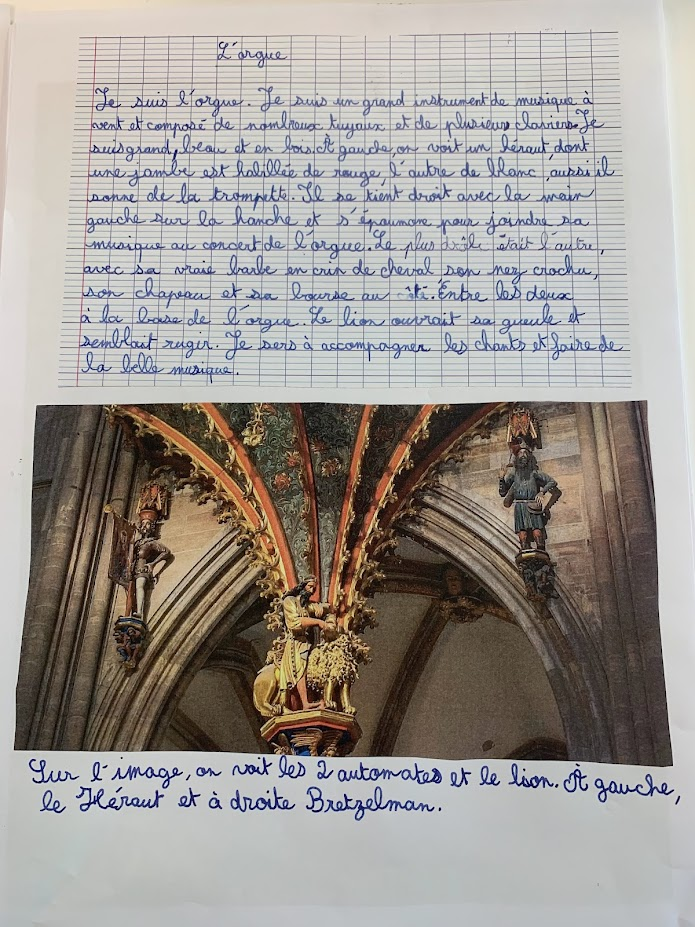 L'orgue
Je suis l'orgue. Je suis un grand instrument de musique à
vent et composé de nombreux tuyaux et de plusieurs claviers. Je
suis grand, beau et en bois. À gauche, on voit un héraut dont
une jambe est habillée de rouge, l'autre de blanc, aussi il
sonne de la trompette. Il se tient droit avec la main
gauche sur la hanche et s'époumone pour joindre sa
musique au concert de l'orgue. Le plus drôle était l'autre,
avec sa vraie barbe en crin de cheval son nez crochu,
son chapeau et sa bourse au côté. Entre les deux
à la base de l'orgue. Le lion ouvrait sa gueule et
semblait rugir. Je sers à accompagner les chants et faire de
la belle musique.
Sur l'image, on voit les 2 automates et le lion. À gauche,
le Héraut et à droite Bretzelman.